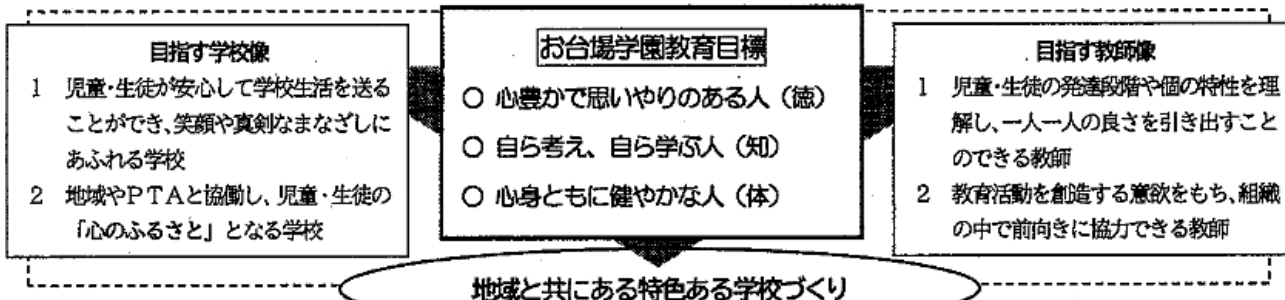 目指す学校像
1 児童・生徒が安心して学校生活を送る
ことができ、笑顔や真剣なまなざしに
あふれる学校
2 地域やPTAと協働し、児童・生徒の
「心のふるさと」となる学校
お台場学園教育目標
○ 心豊かで思いやりのある人（徳）
○ 自ら考え、自ら学ぶ人（知）
○ 心身ともに健やかな人（体）
目指す教師像
1 児童・生徒の発達段階や個の特性を理
解し、一人一人の良さを引き出すこと
のできる教師
2 教育活動を創造する意欲をもち、組織
の中で前向きに協力できる教師
地域と共にある特色ある学校づくり